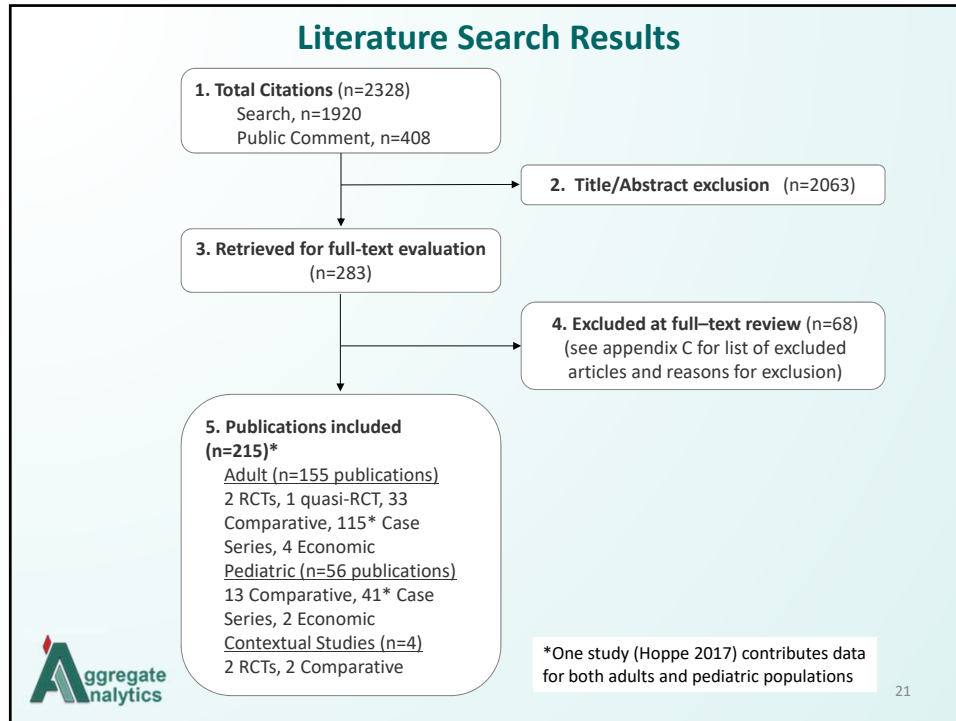 Literature Search Results
1. Total Citations (n=2328)
Search, n=1920
Public Comment, n=408
2. Title/Abstract exclusion (n=2063)
3. Retrieved for full-text evaluation
(n=283)
4. Excluded at full–text review (n=68)
(see appendix C for list of excluded
articles and reasons for exclusion)
5. Publications included
(n=215)*
Adult (n=155 publications)
2 RCTs, 1 quasi-RCT, 33
Comparative, 115* Case
Series, 4 Economic
Pediatric (n=56 publications)
13 Comparative, 41* Case
Series, 2 Economic
Contextual Studies (n=4)
2 RCTs, 2 Comparative
*One study (Hoppe 2017) contributes data
for both adults and pediatric populations
Aggregate
Analytics
21